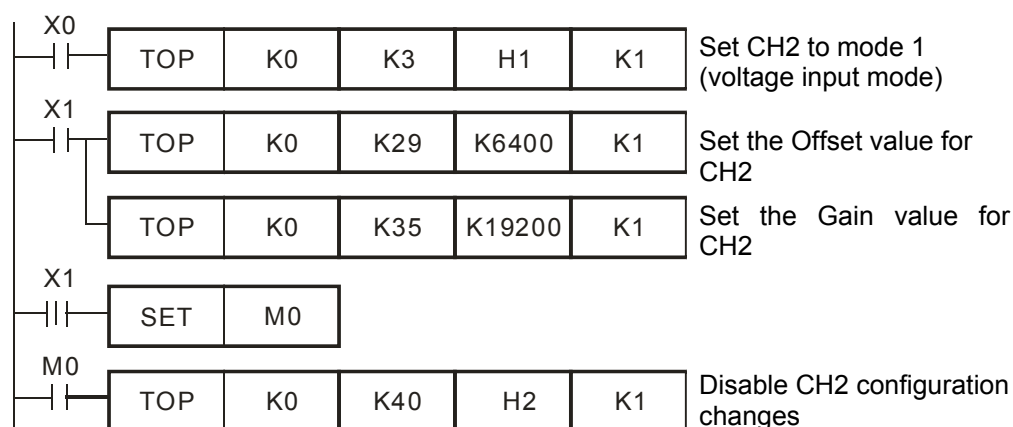 X0
TOP K0 K3 H1 K1 Set CH2 to mode 1
(voltage input mode)
X1
TOP K0 K29 K6400 K1 Set the Offset value for
CH2
TOP K0 K35 K19200 K1 Set the Gain value for
CH2
X1
SET M0
M0
TOP K0 K40 H2 K1 Disable CH2 configuration
changes